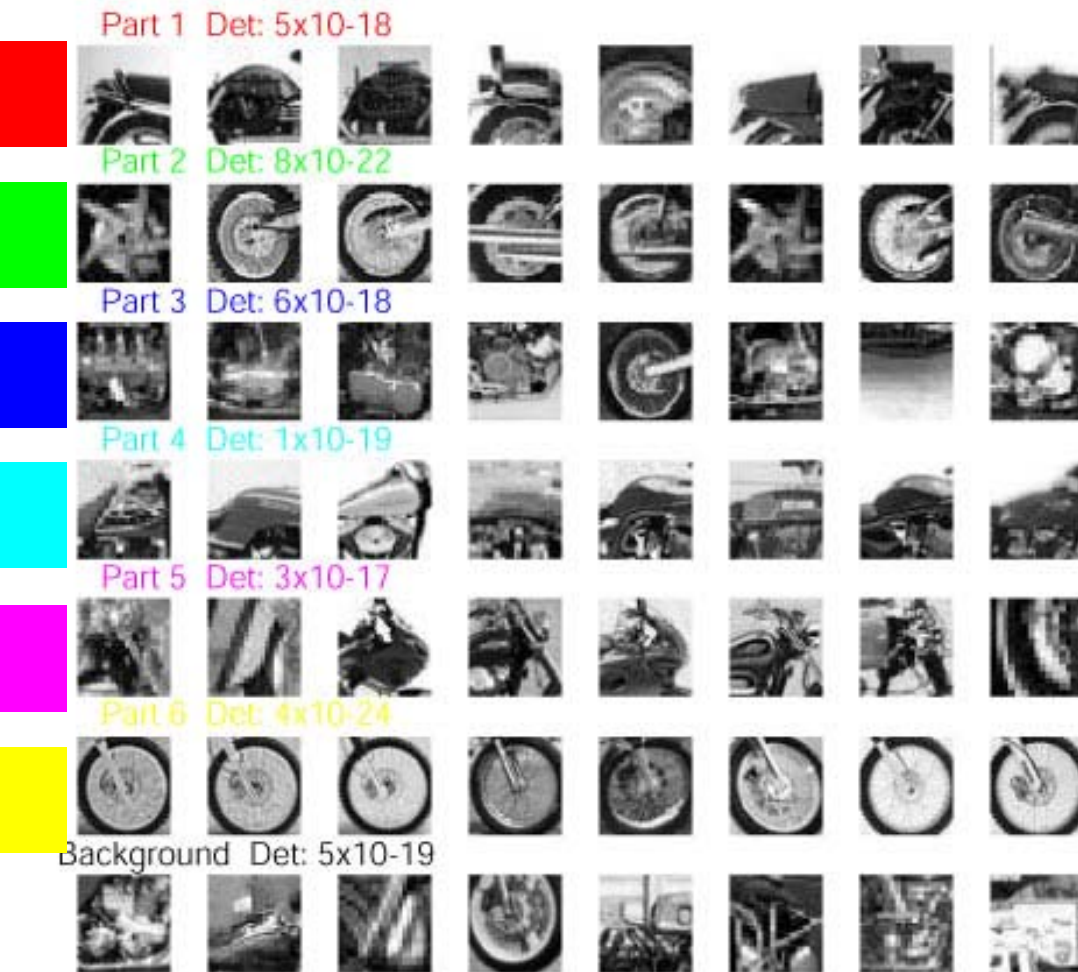 Part 1 Det: 5x10-18
Part 2 Det: 8x10-22
Part 3 Det: 6x10-18
Part 4 Det: 1x10-19
Part 5 Det: 3x10-17
Part 6 Det: 4x10-24
Background Det: 5x10-19